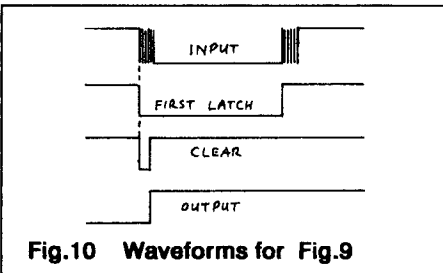 INPUT
FIRST LATCH
CLEAR
OUTPUT
Fig.10 Waveforms for Fig.9